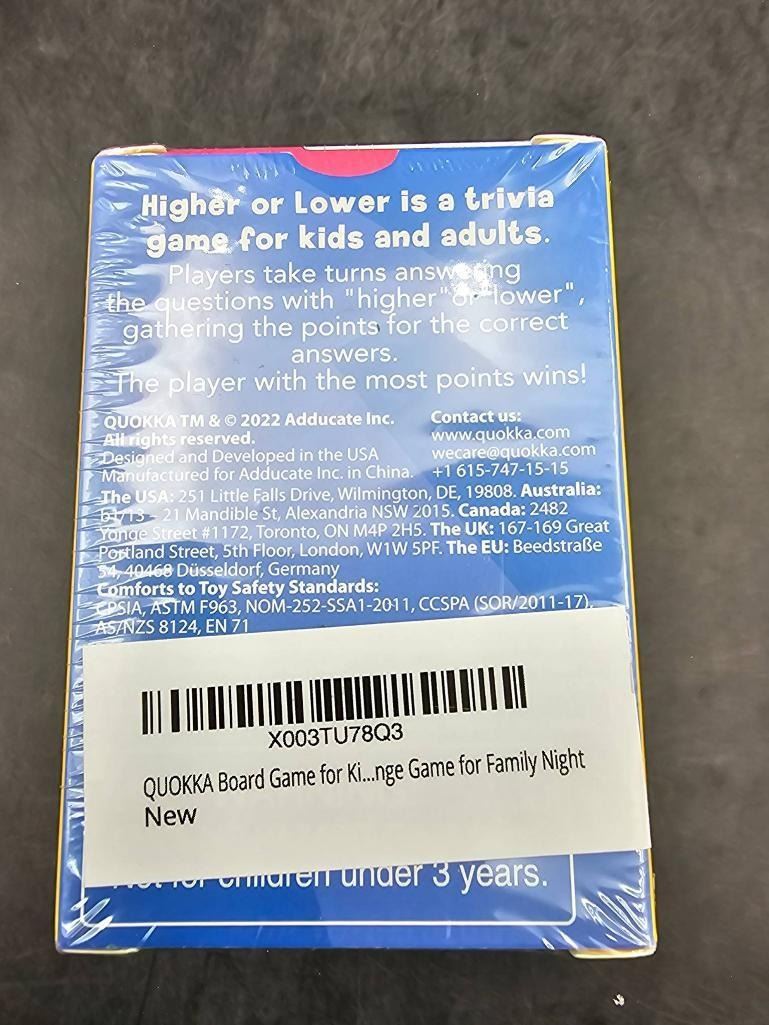 Higher or Lower is a trivia
game for kids and adults.
Players take turns answering
the questions with "higher" or "lower",
gathering the points for the correct
answers.
The player with the most points wins!
QUOKKA TM & © 2022 Adducate Inc.
All rights reserved.
Designed and Developed in the USA
Manufactured for Adducate Inc. in China.
Contact us:
www.quokka.com
wecare@quokka.com
+1 615-747-15-15
The USA: 251 Little Falls Drive, Wilmington, DE, 19808. Australia:
b1/13 - 21 Mandible St, Alexandria NSW 2015. Canada: 2482
Yonge Street #1172, Toronto, ON M4P 2H5. The UK: 167-169 Great
Portland Street, 5th Floor, London, W1W 5PF. The EU: Beedstraße
54, 40468 Düsseldorf, Germany
Comforts to Toy Safety Standards:
CPSIA, ASTM F963, NOM-252-SSA1-2011, CCSPA (SOR/2011-17),
AS/NZS 8124, EN 71
X003TU78Q3
QUOKKA Board Game for Ki...nge Game for Family Night
New
Not for children under 3 years.